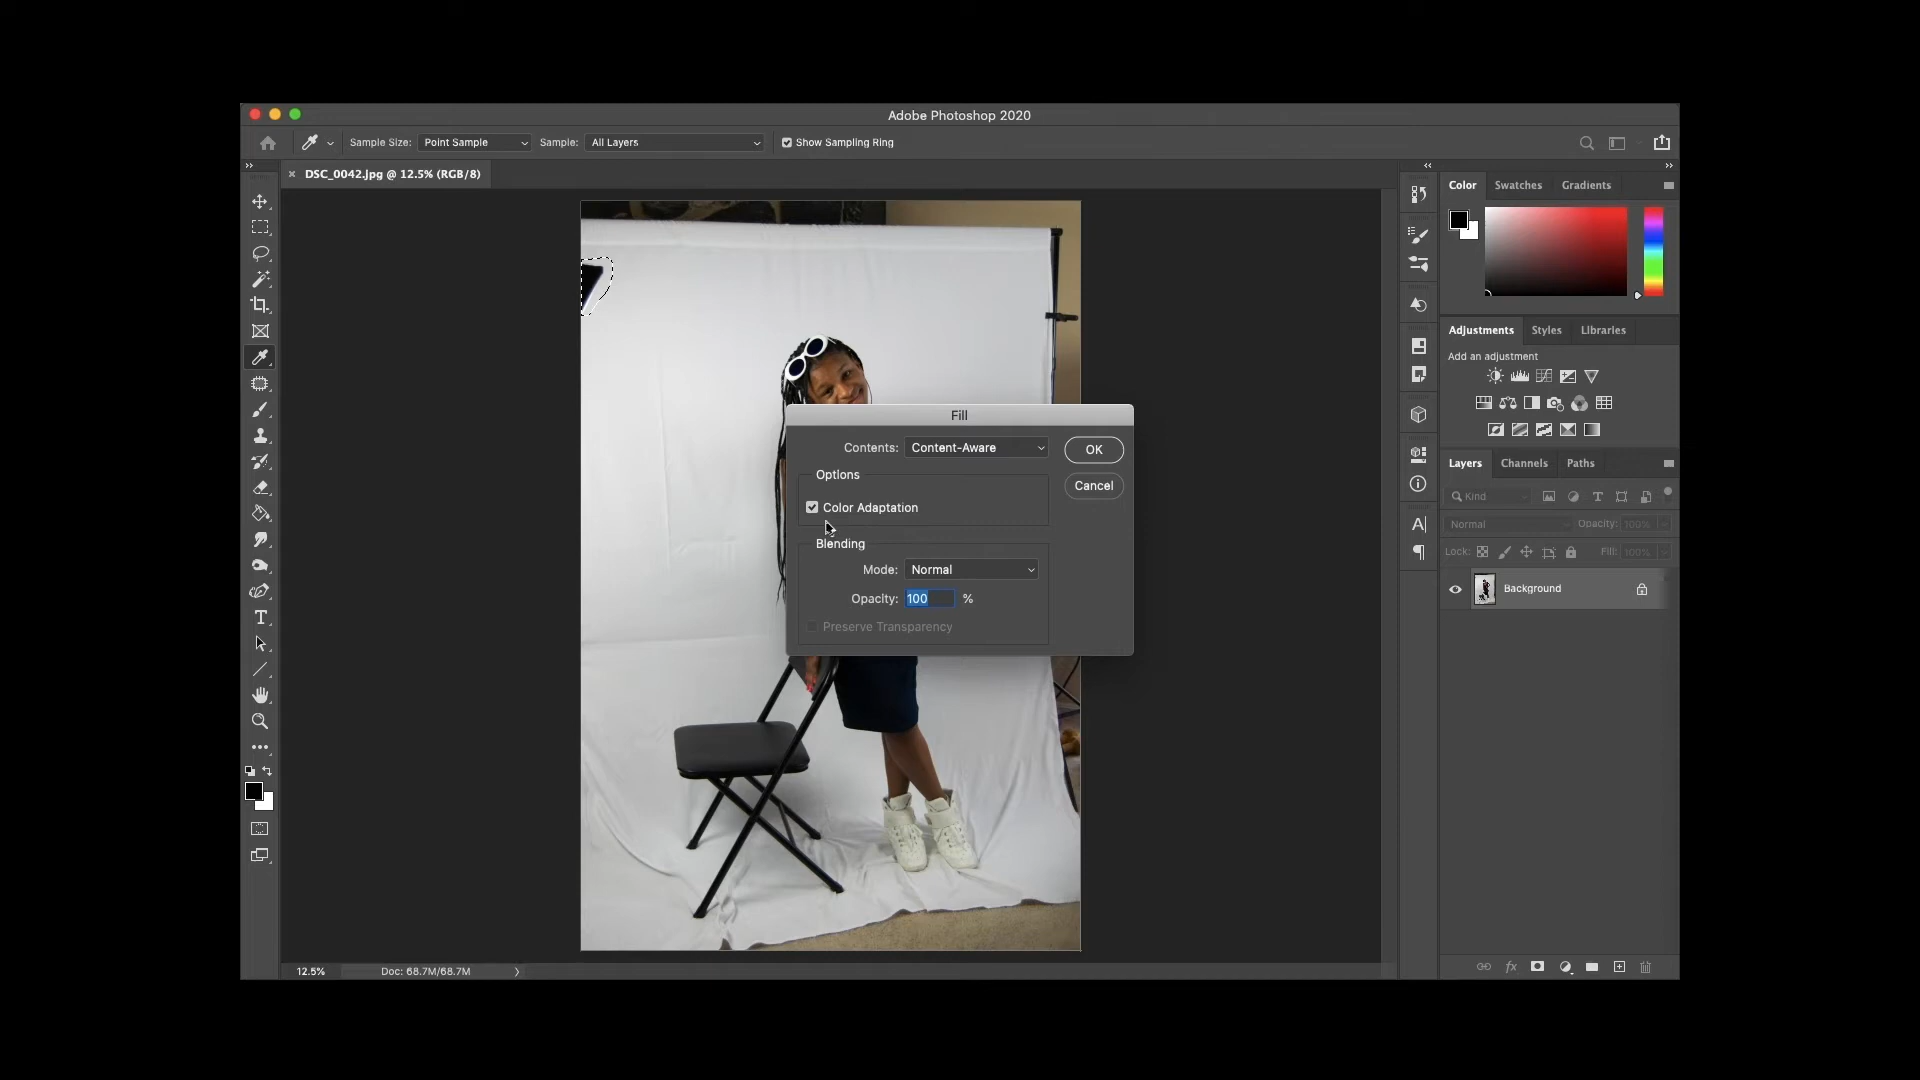 Adobe Photoshop 2020
Sample Size: Point Sample Sample: All Layers Show Sampling Ring
DSC_0042.jpg @ 12.5% (RGB/8)
Color Swatches Gradients
Adjustments Styles Libraries
Add an adjustment
Fill
Contents: Content-Aware OK
Options
Cancel
Color Adaptation
Blending
Mode: Normal
Opacity: 100 %
Preserve Transparency
Layers Channels Paths
Kind
Normal Opacity: 100%
Lock: Fill: 100%
Background
12.5% Doc: 68.7M/68.7M